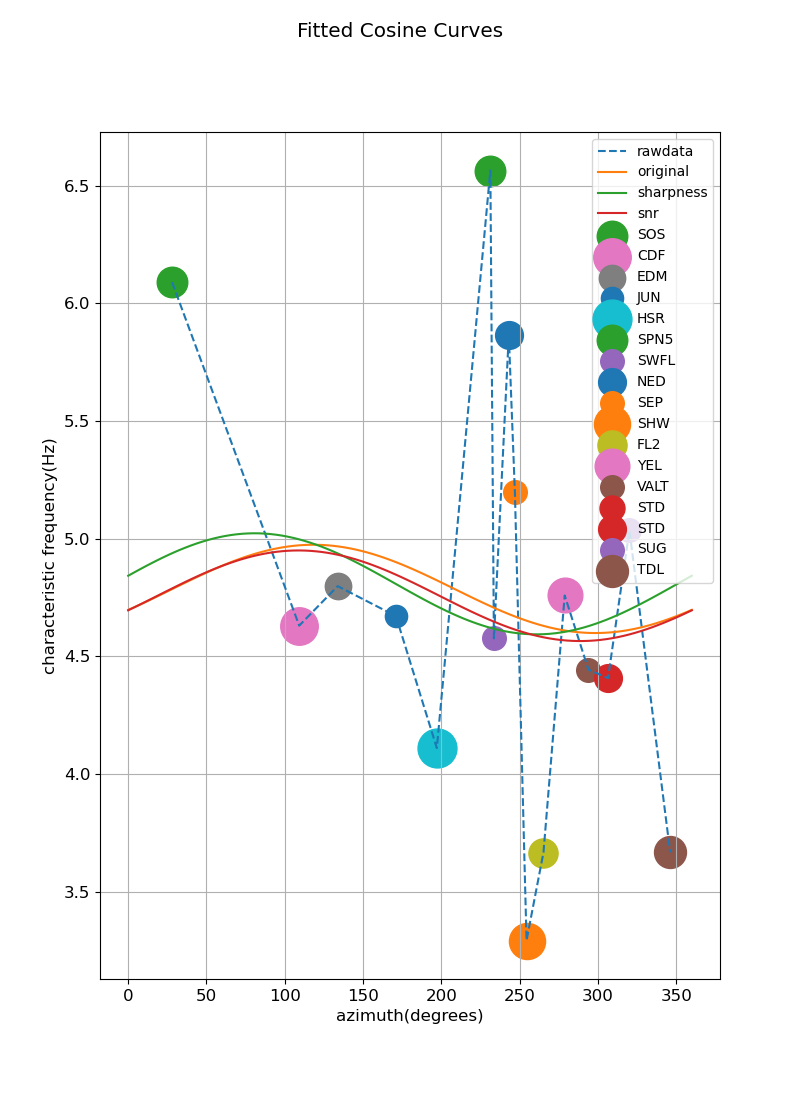 Fitted Cosine Curves
rawdata
original
sharpness
snr
SOS
CDF
EDM
JUN
HSR
SPN5
SWFL
NED
SEP
SHW
FL2
YEL
VALT
STD
STD
SUG
TDL
characteristic frequency(Hz)
6.5
6.0
5.5
5.0
4.5
4.0
3.5
0 50 100 150 200 250 300 350
azimuth(degrees)